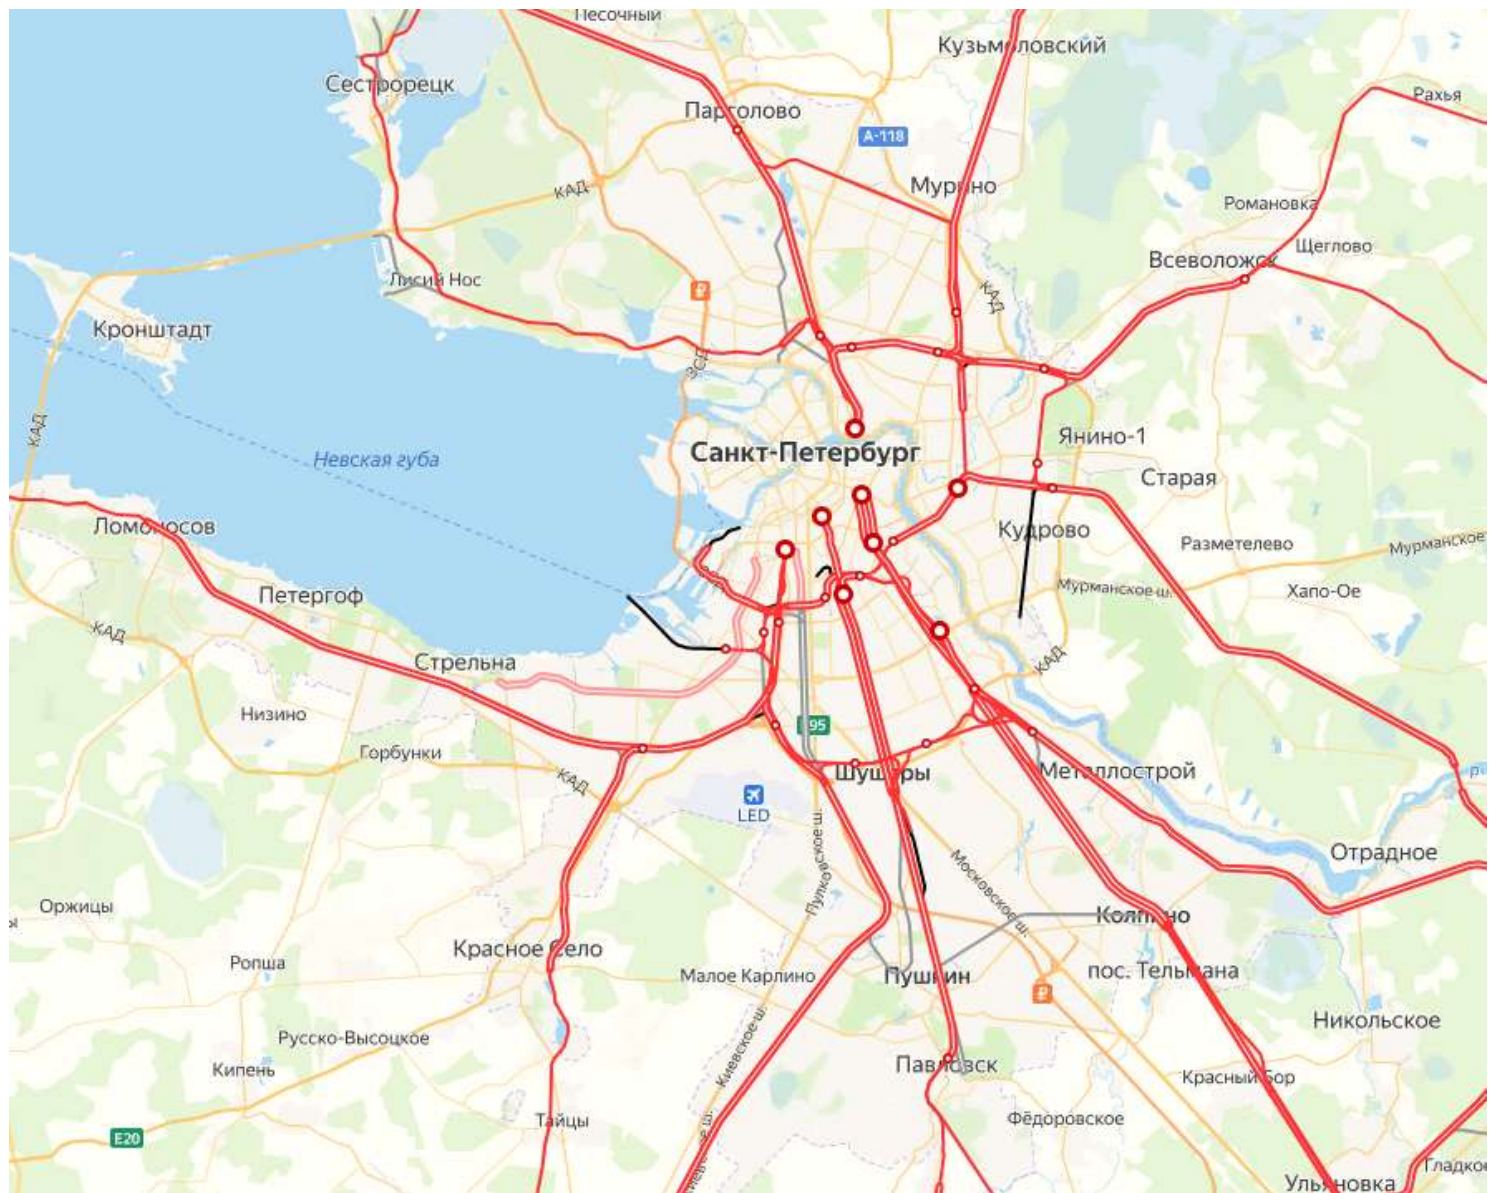 Песочный
Кузьмоловский
Сестрорецк
Рахья
Парголово
А-118
КАД
Мурино
Романовка
Щеглово
Всеволожск
Лисий Нос
КАД
Кронштадт
ЗСД
КАД
Янино-1
Санкт-Петербург
Невская губа
Старая
Ломоносов
Кудрово
Разметелево
Мурманское
Петергоф
Мурманское ш.
Хапо-Ое
КАД
Стрельна
КАД
Низино
Горбунки
Шушары
Металлострой
КАД
LED
Пулковское ш.
Московское ш.
Отрадное
Оржицы
Колпино
Красное Село
Ропша
Малое Карлино
Пушкин
пос. Тельмана
Никольское
Русско-Высоцкое
Киевское ш.
Кипень
Павловск
Красный Бор
Тайцы
Фёдоровское
E20
Ульяновка